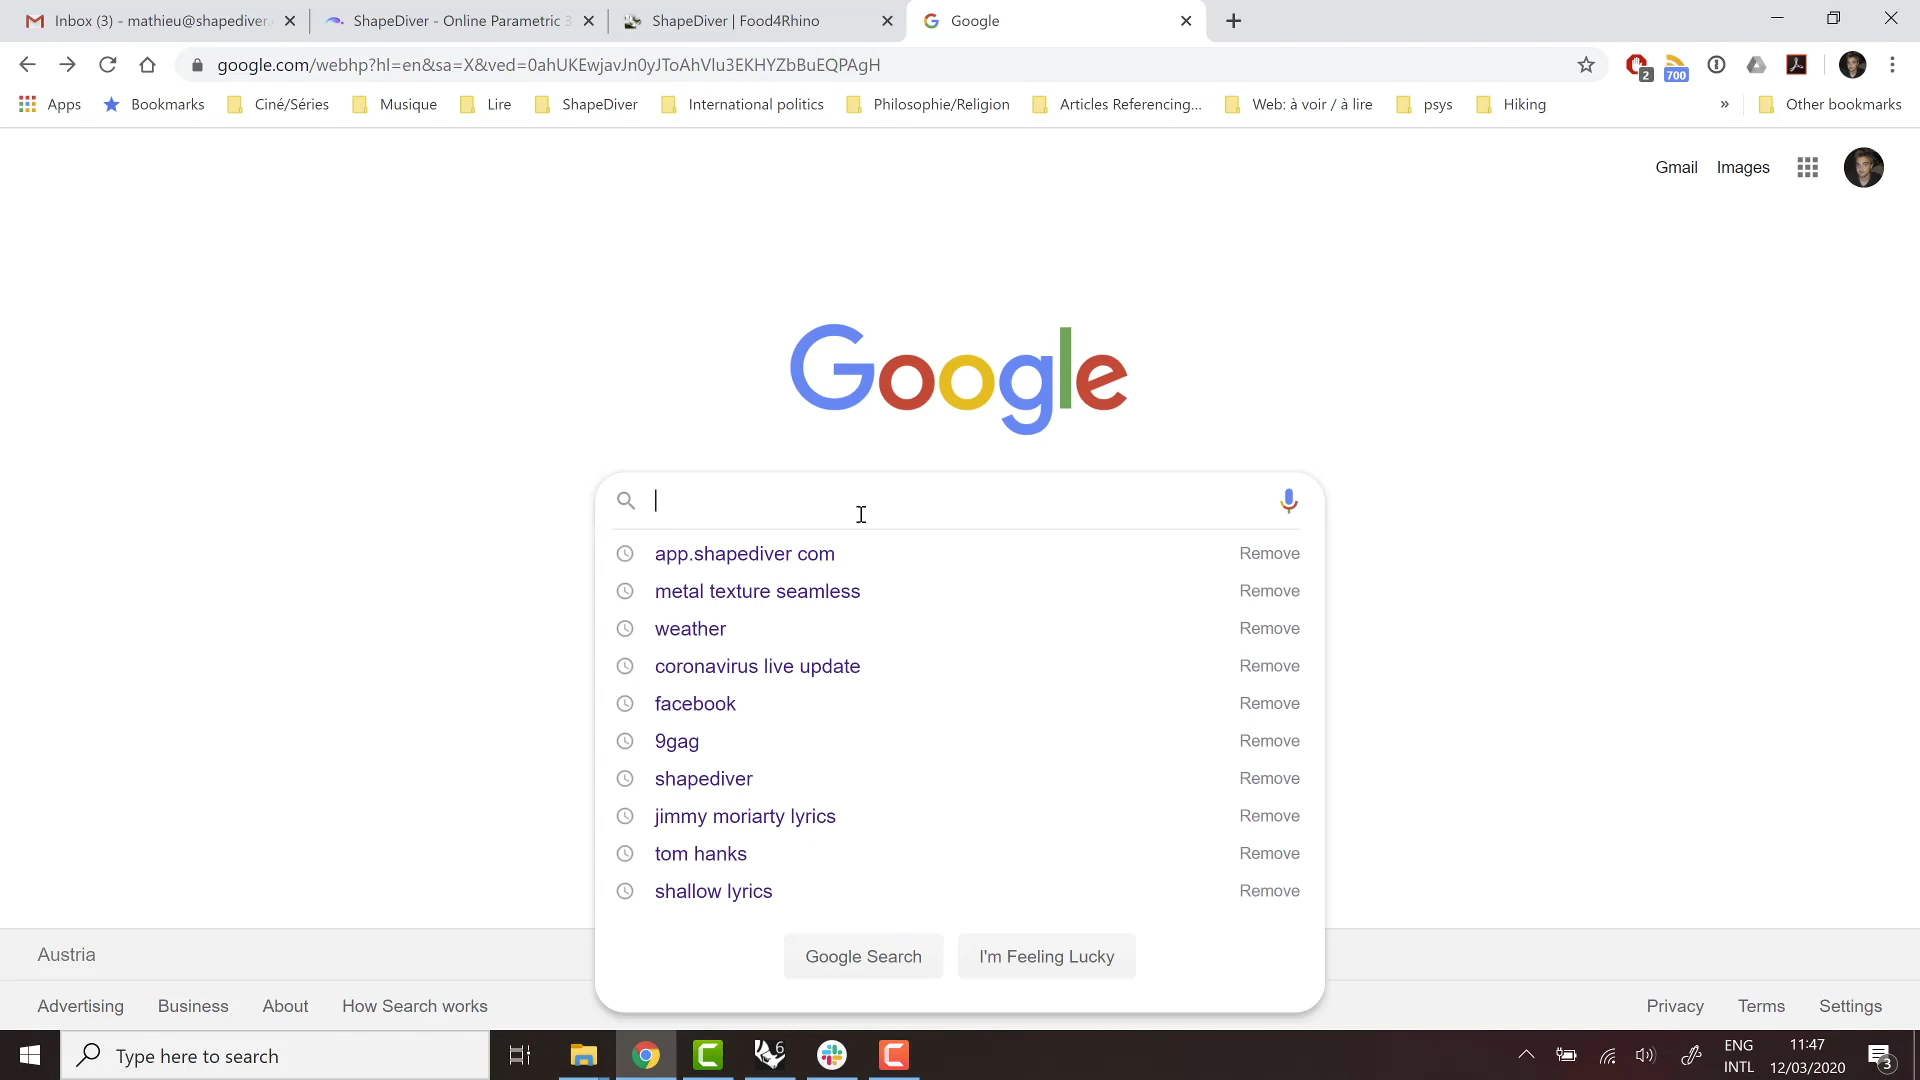 Inbox (3) - mathieu@shapediver.
ShapeDiver - Online Parametric 3
ShapeDiver | Food4Rhino
Google
google.com/webhp?hl=en&sa=X&ved=0ahUKEwjavJn0yJToAhVlu3EKHYZbBuEQPAgH
2
700
Apps
Bookmarks
Ciné/Séries
Musique
Lire
ShapeDiver
International politics
Philosophie/Religion
Articles Referencing...
Web: à voir / à lire
psys
Hiking
»
Other bookmarks
Gmail
Images
Google
app.shapediver com
Remove
metal texture seamless
Remove
weather
Remove
coronavirus live update
Remove
facebook
Remove
9gag
Remove
shapediver
Remove
jimmy moriarty lyrics
Remove
tom hanks
Remove
shallow lyrics
Remove
Google Search
I'm Feeling Lucky
Austria
Advertising
Business
About
How Search works
Privacy
Terms
Settings
Type here to search
6
ENG
INTL
11:47
12/03/2020
3